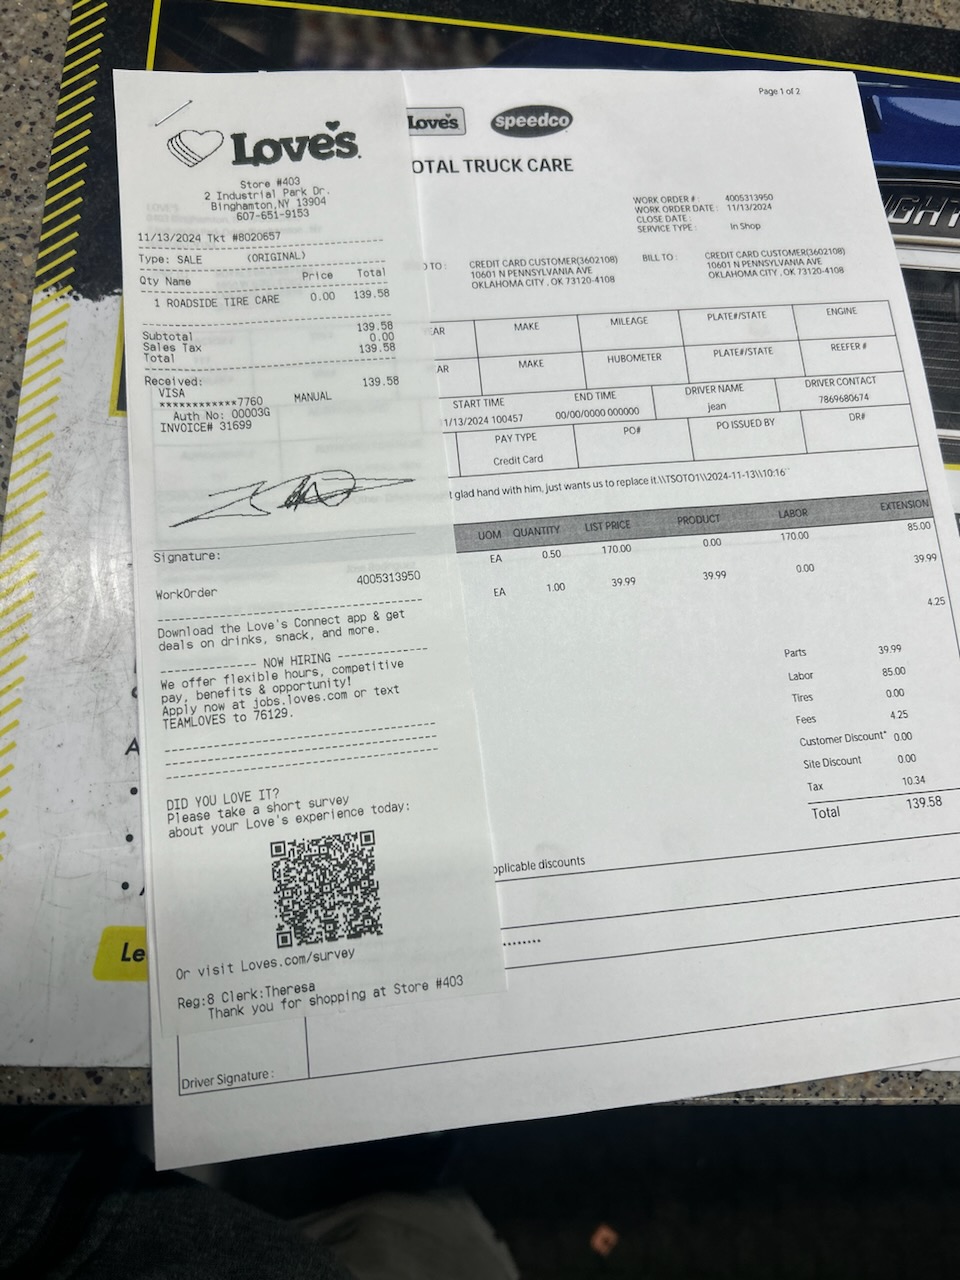 Love's
Store #403
2 Industrial Park Dr.
Binghamton,NY 13904
607-651-9153
11/13/2024 Tkt #8020657
Type: SALE (ORIGINAL)
Qty Name Price Total
1 ROADSIDE TIRE CARE 0.00 139.58
Subtotal 139.58
Sales Tax 0.00
Total 139.58
Received:
VISA 139.58
************7760 MANUAL
Auth No: 00003G
INVOICE# 31699
Signature:
WorkOrder 4005313950
Download the Love's Connect app & get
deals on drinks, snack, and more.
NOW HIRING
We offer flexible hours, competitive
pay, benefits & opportunity!
Apply now at jobs.loves.com or text
TEAMLOVES to 76129.
DID YOU LOVE IT?
Please take a short survey
about your Love's experience today:
Or visit Loves.com/survey
Reg:8 Clerk:Theresa
Thank you for shopping at Store #403
Page 1 of 2
Love's speedco
OTAL TRUCK CARE
WORK ORDER # : 4005313950
WORK ORDER DATE : 11/13/2024
CLOSE DATE :
SERVICE TYPE : In Shop
TO : CREDIT CARD CUSTOMER(3602108)
10601 N PENNSYLVANIA AVE
OKLAHOMA CITY , OK 73120-4108
BILL TO : CREDIT CARD CUSTOMER(3602108)
10601 N PENNSYLVANIA AVE
OKLAHOMA CITY , OK 73120-4108
EAR MAKE MILEAGE PLATE#/STATE ENGINE
AR MAKE HUBOMETER PLATE#/STATE REEFER #
START TIME END TIME DRIVER NAME DRIVER CONTACT
1/13/2024 100457 00/00/0000 000000 jean 7869680674
PAY TYPE PO# PO ISSUED BY DR#
Credit Card
t glad hand with him, just wants us to replace it.\\TSOTO1\\2024-11-13\\10:16``
UOM QUANTITY LIST PRICE PRODUCT LABOR EXTENSION
EA 0.50 170.00 0.00 170.00 85.00
EA 1.00 39.99 39.99 0.00 39.99
4.25
Parts 39.99
Labor 85.00
Tires 0.00
Fees 4.25
Customer Discount* 0.00
Site Discount 0.00
Tax 10.34
Total 139.58
pplicable discounts
Driver Signature :
Le